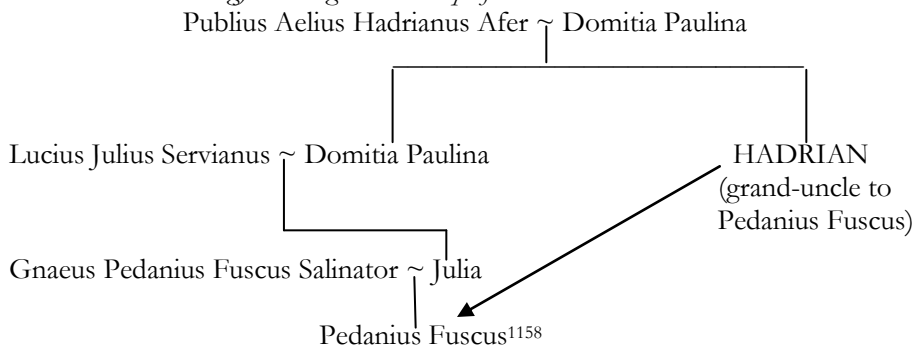 Publius Aelius Hadrianus Afer ~ Domitia Paulina
Lucius Julius Servianus ~ Domitia Paulina
HADRIAN
(grand-uncle to
Pedanius Fuscus)
Gnaeus Pedanius Fuscus Salinator ~ Julia
Pedanius Fuscus1158